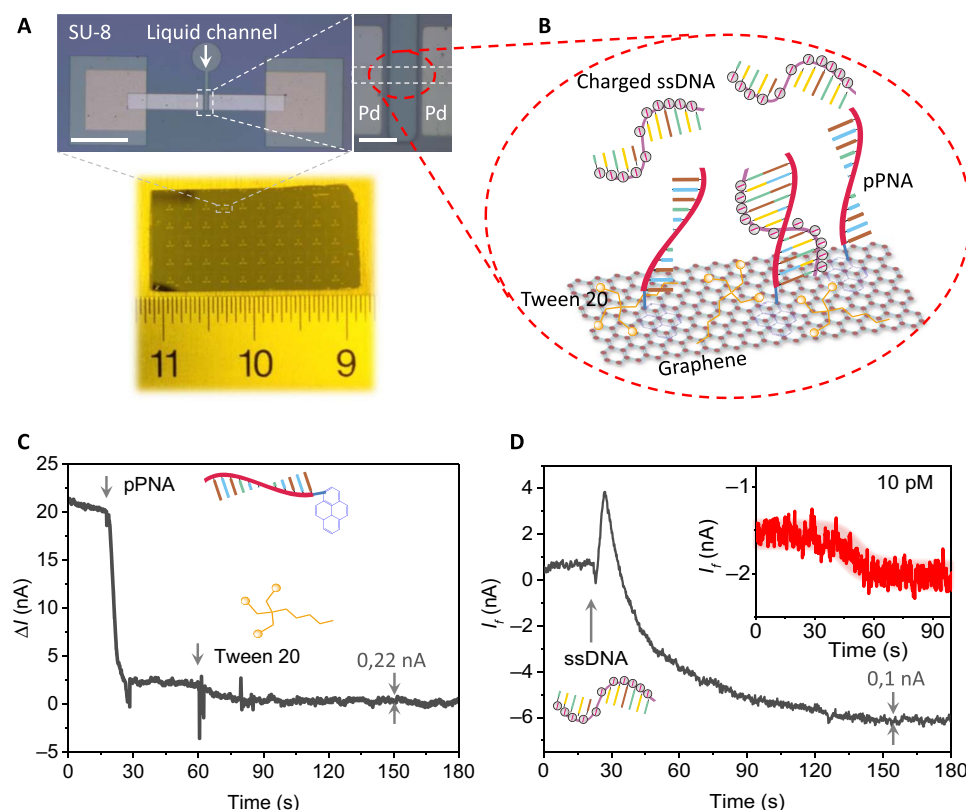 A
SU-8
Liquid channel
Pd
Pd
11 10 9
B
Charged ssDNA
pPNA
Tween 20
Graphene
C
25
20
15
10
5
0
–5
ΔI (nA)
pPNA
Tween 20
0,22 nA
0 30 60 90 120 150 180
Time (s)
D
4
2
0
–2
–4
–6
I_f (nA)
ssDNA
0,1 nA
0 30 60 90 120 150 180
Time (s)
10 pM
–1
–2
I_f (nA)
0 50 100
Time (s)